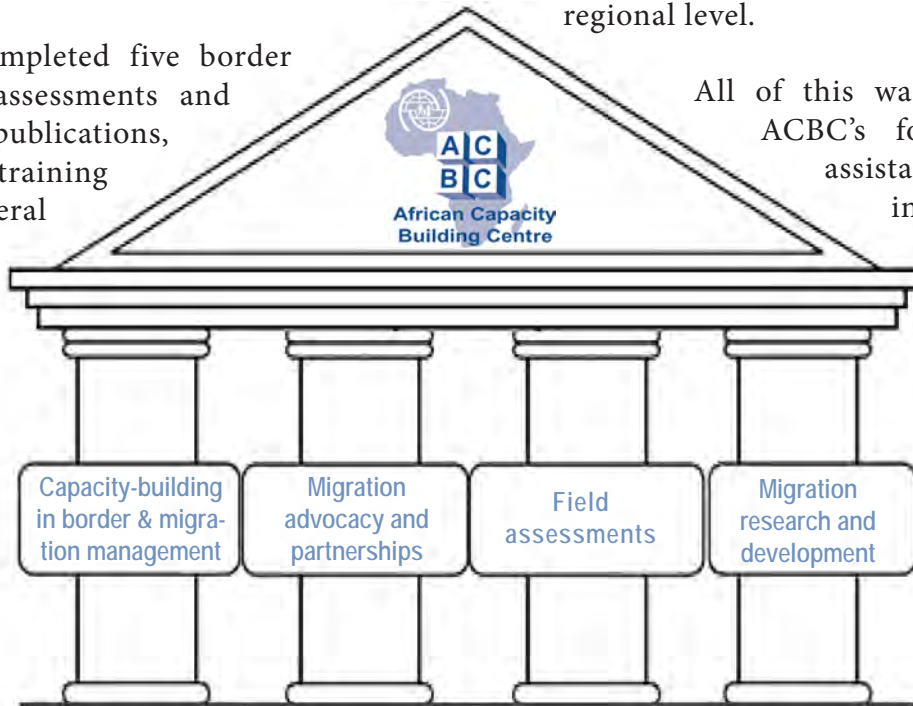 mpleted five border
assessments and
publications,
training
eral
regional level.
All of this wa
ACBC's fo
assista
in
A C
B C
African Capacity
Building Centre
Capacity-building
in border & migra-
tion management
Migration
advocacy and
partnerships
Field
assessments
Migration
research and
development